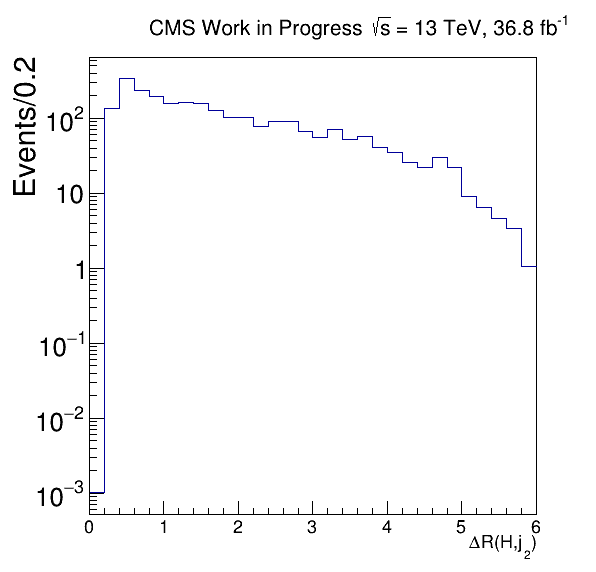 CMS Work in Progress √s = 13 TeV, 36.8 fb⁻¹
Events/0.2
10²
10
1
10⁻¹
10⁻²
10⁻³
0 1 2 3 4 5 6
ΔR(H,j₂)